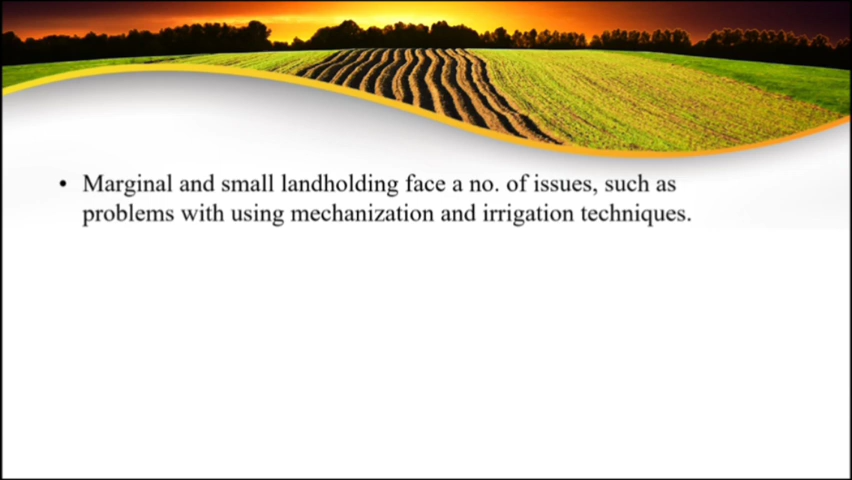 • Marginal and small landholding face a no. of issues, such as
problems with using mechanization and irrigation techniques.